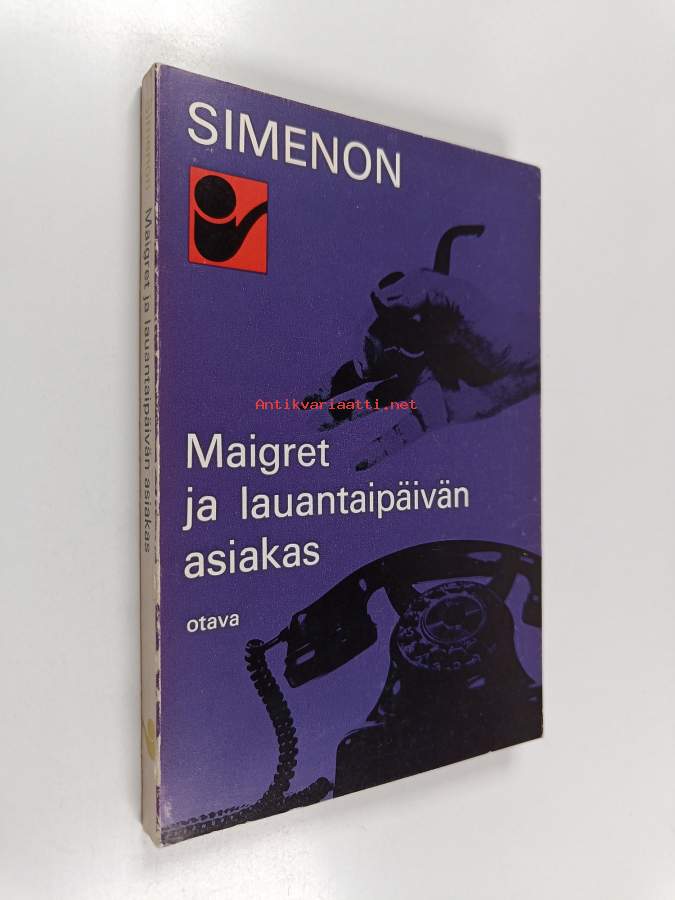 SIMENON
Maigret
ja lauantaipäivän
asiakas
otava
Simenon Maigret ja lauantaipäivän asiakas
Antikvariaatti.net